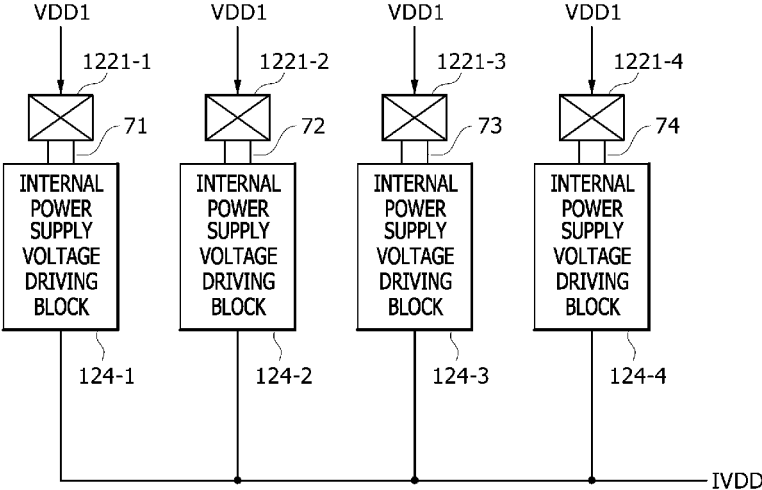 VDD1 VDD1 VDD1 VDD1
1221-1 1221-2 1221-3 1221-4
71 72 73 74
INTERNAL INTERNAL INTERNAL INTERNAL
POWER POWER POWER POWER
SUPPLY SUPPLY SUPPLY SUPPLY
VOLTAGE VOLTAGE VOLTAGE VOLTAGE
DRIVING DRIVING DRIVING DRIVING
BLOCK BLOCK BLOCK BLOCK
124-1 124-2 124-3 124-4
IVDD